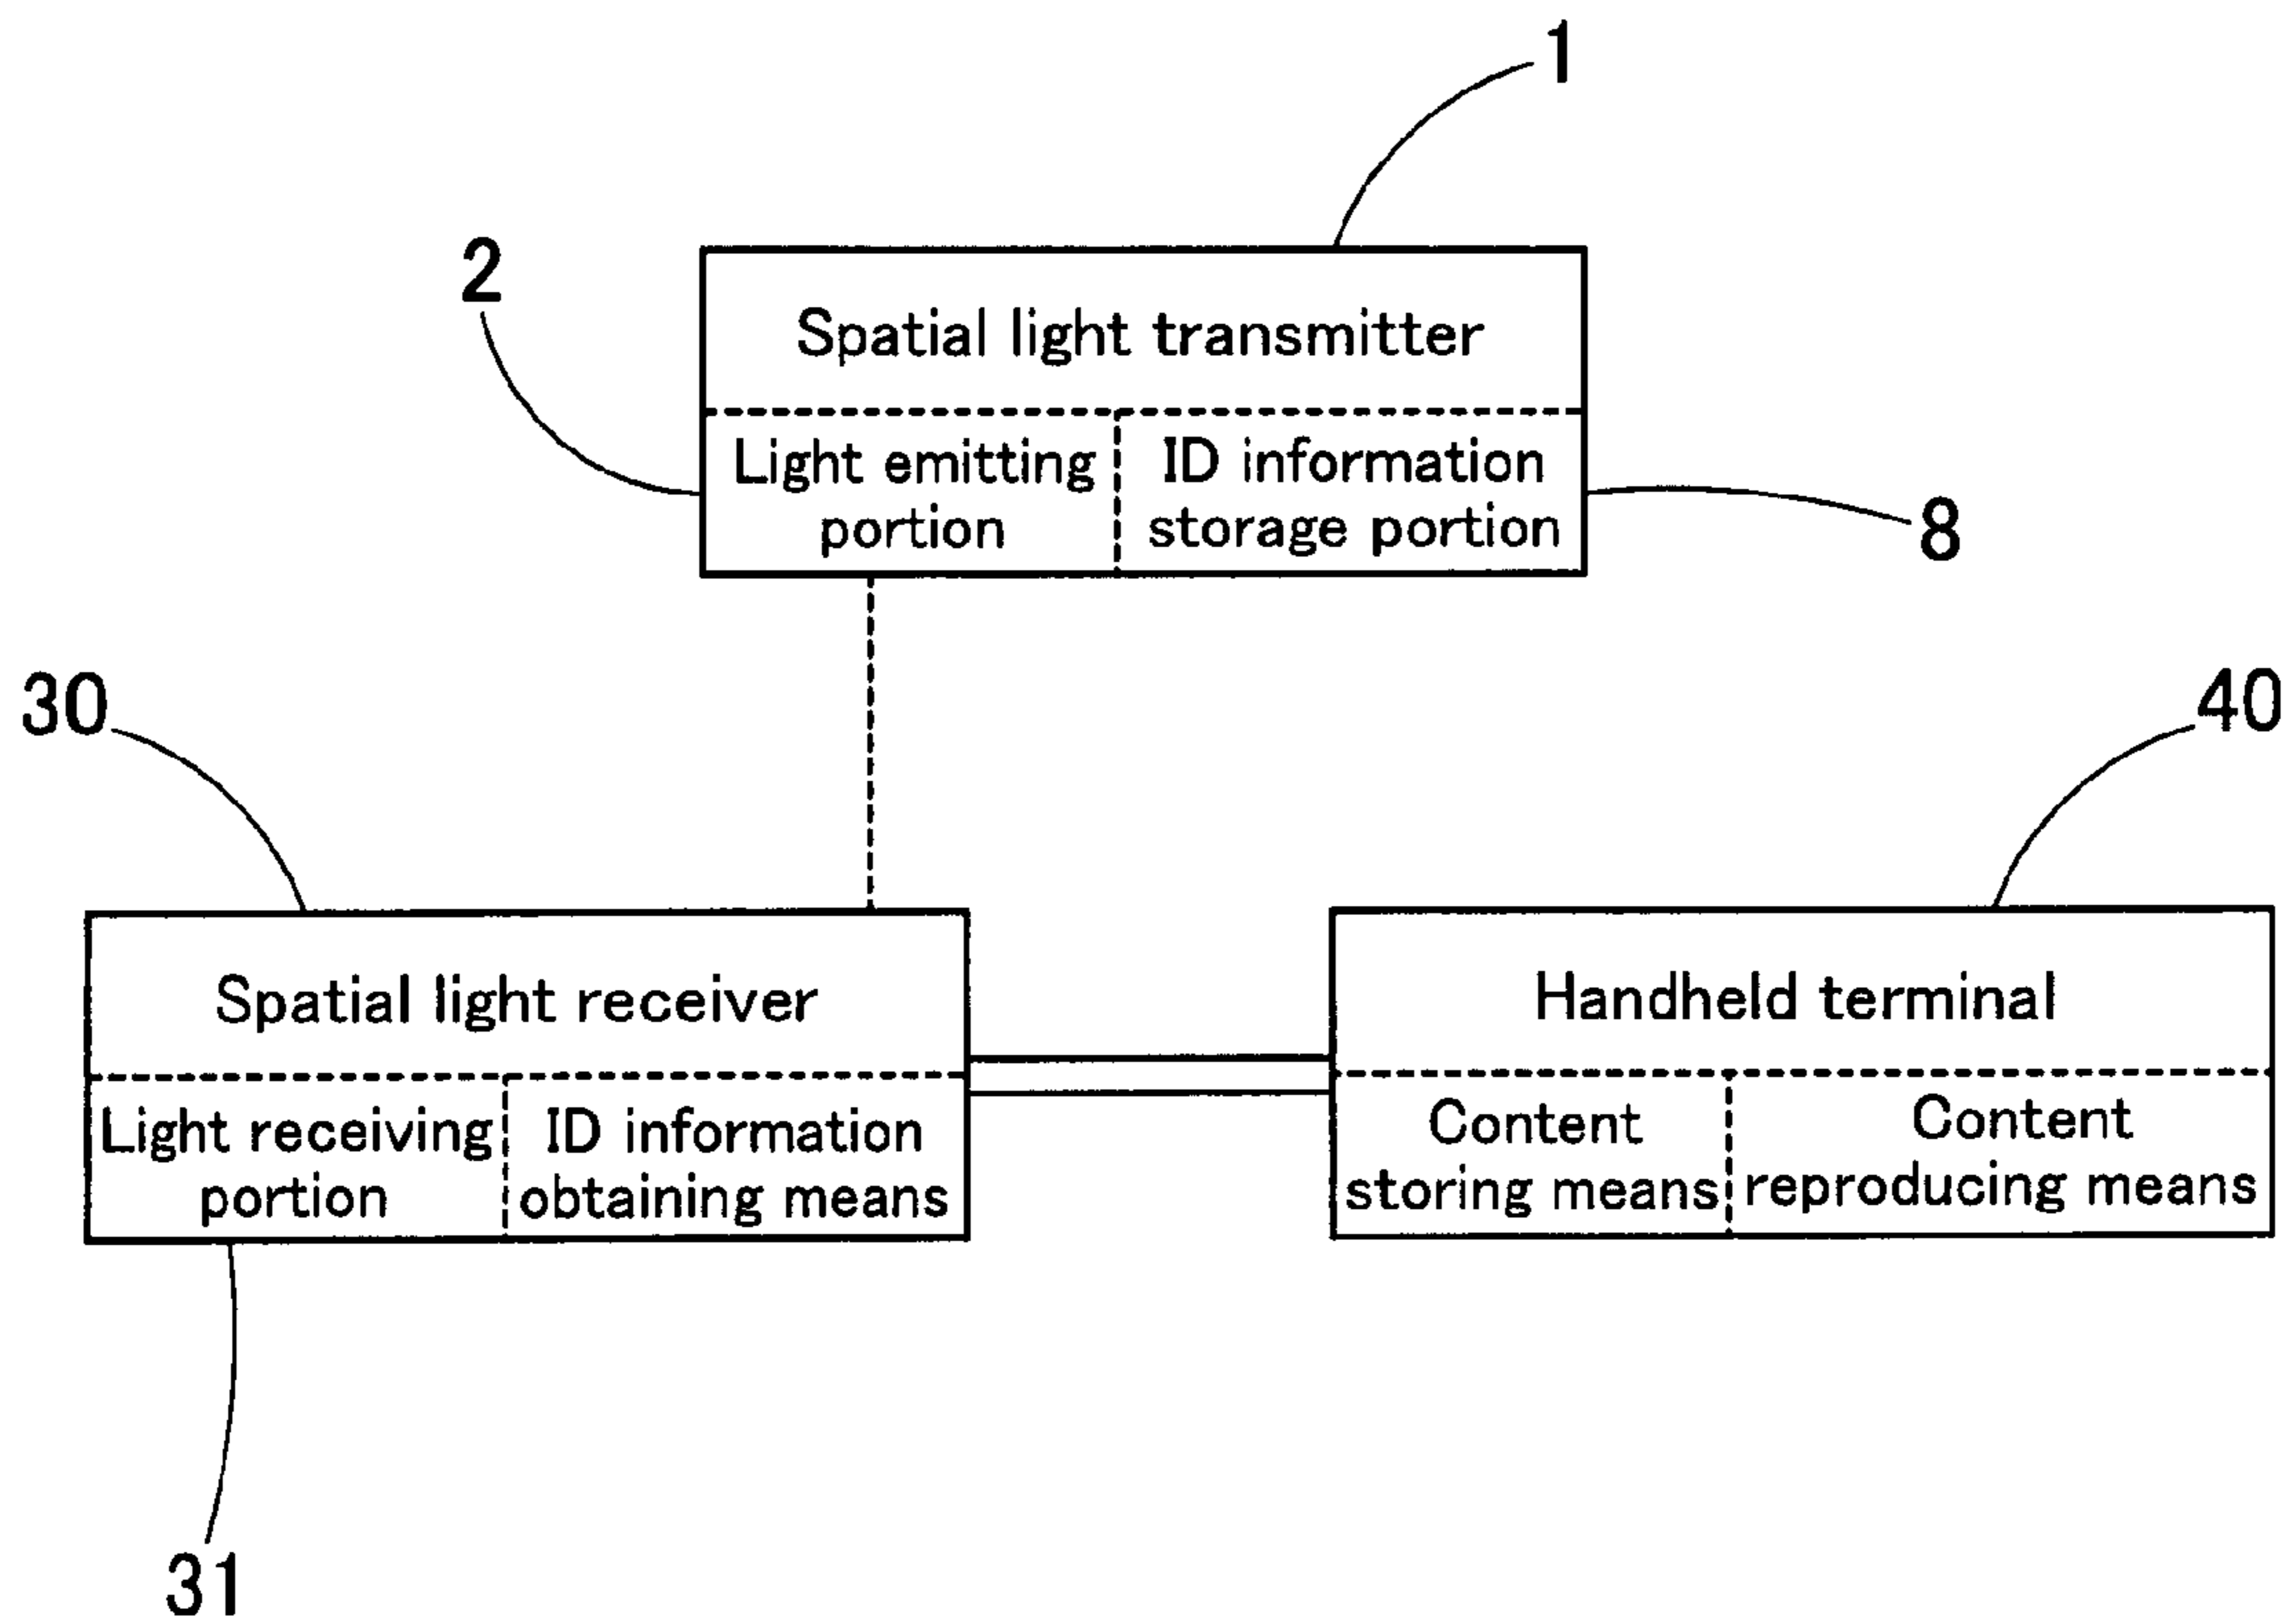 1
2
Spatial light transmitter
Light emitting
portion
ID information
storage portion
8
30
40
Spatial light receiver
Light receiving
portion
ID information
obtaining means
Handheld terminal
Content
storing means
Content
reproducing means
31